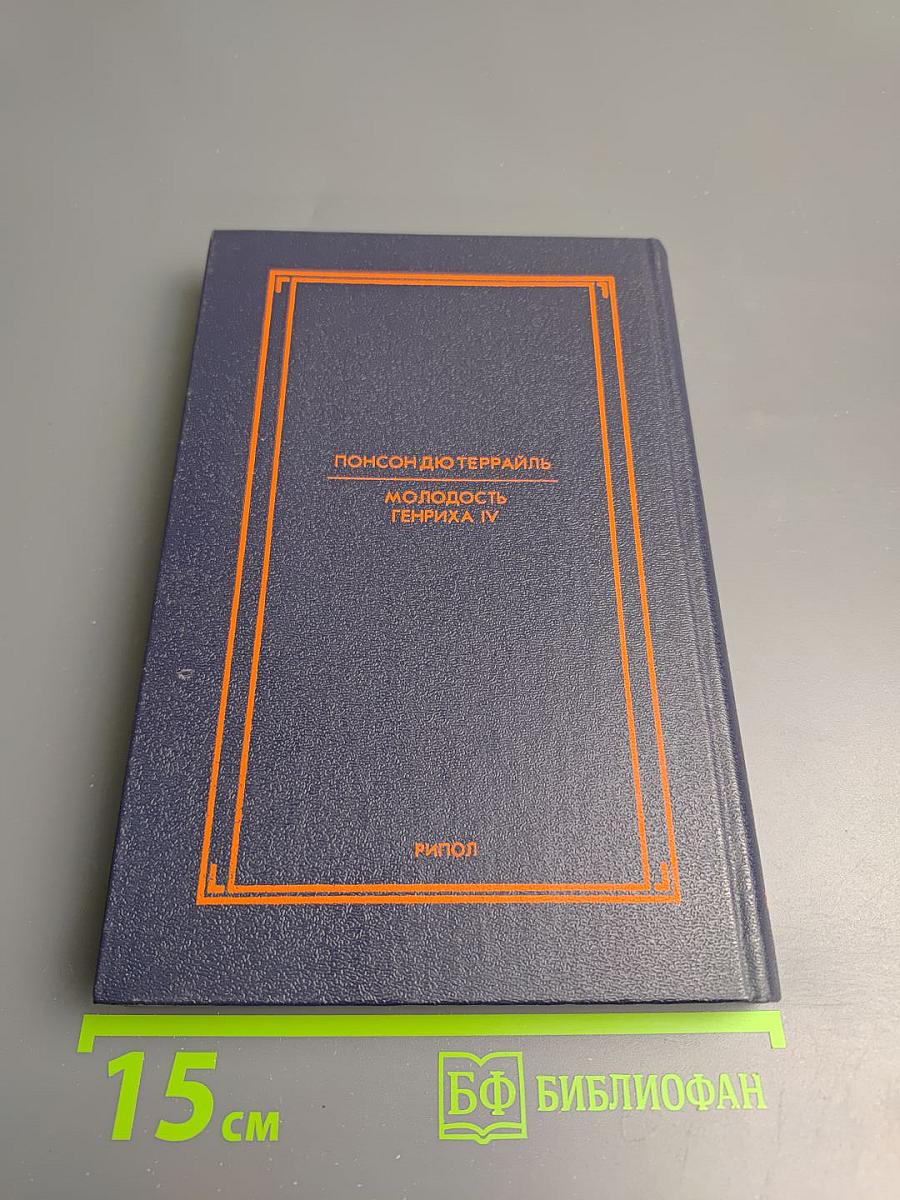 ПОНСОН ДЮ ТЕРРАЙЛЬ
МОЛОДОСТЬ
ГЕНРИХА IV
РИПОЛ
15 см
БФ БИБЛИОФАН